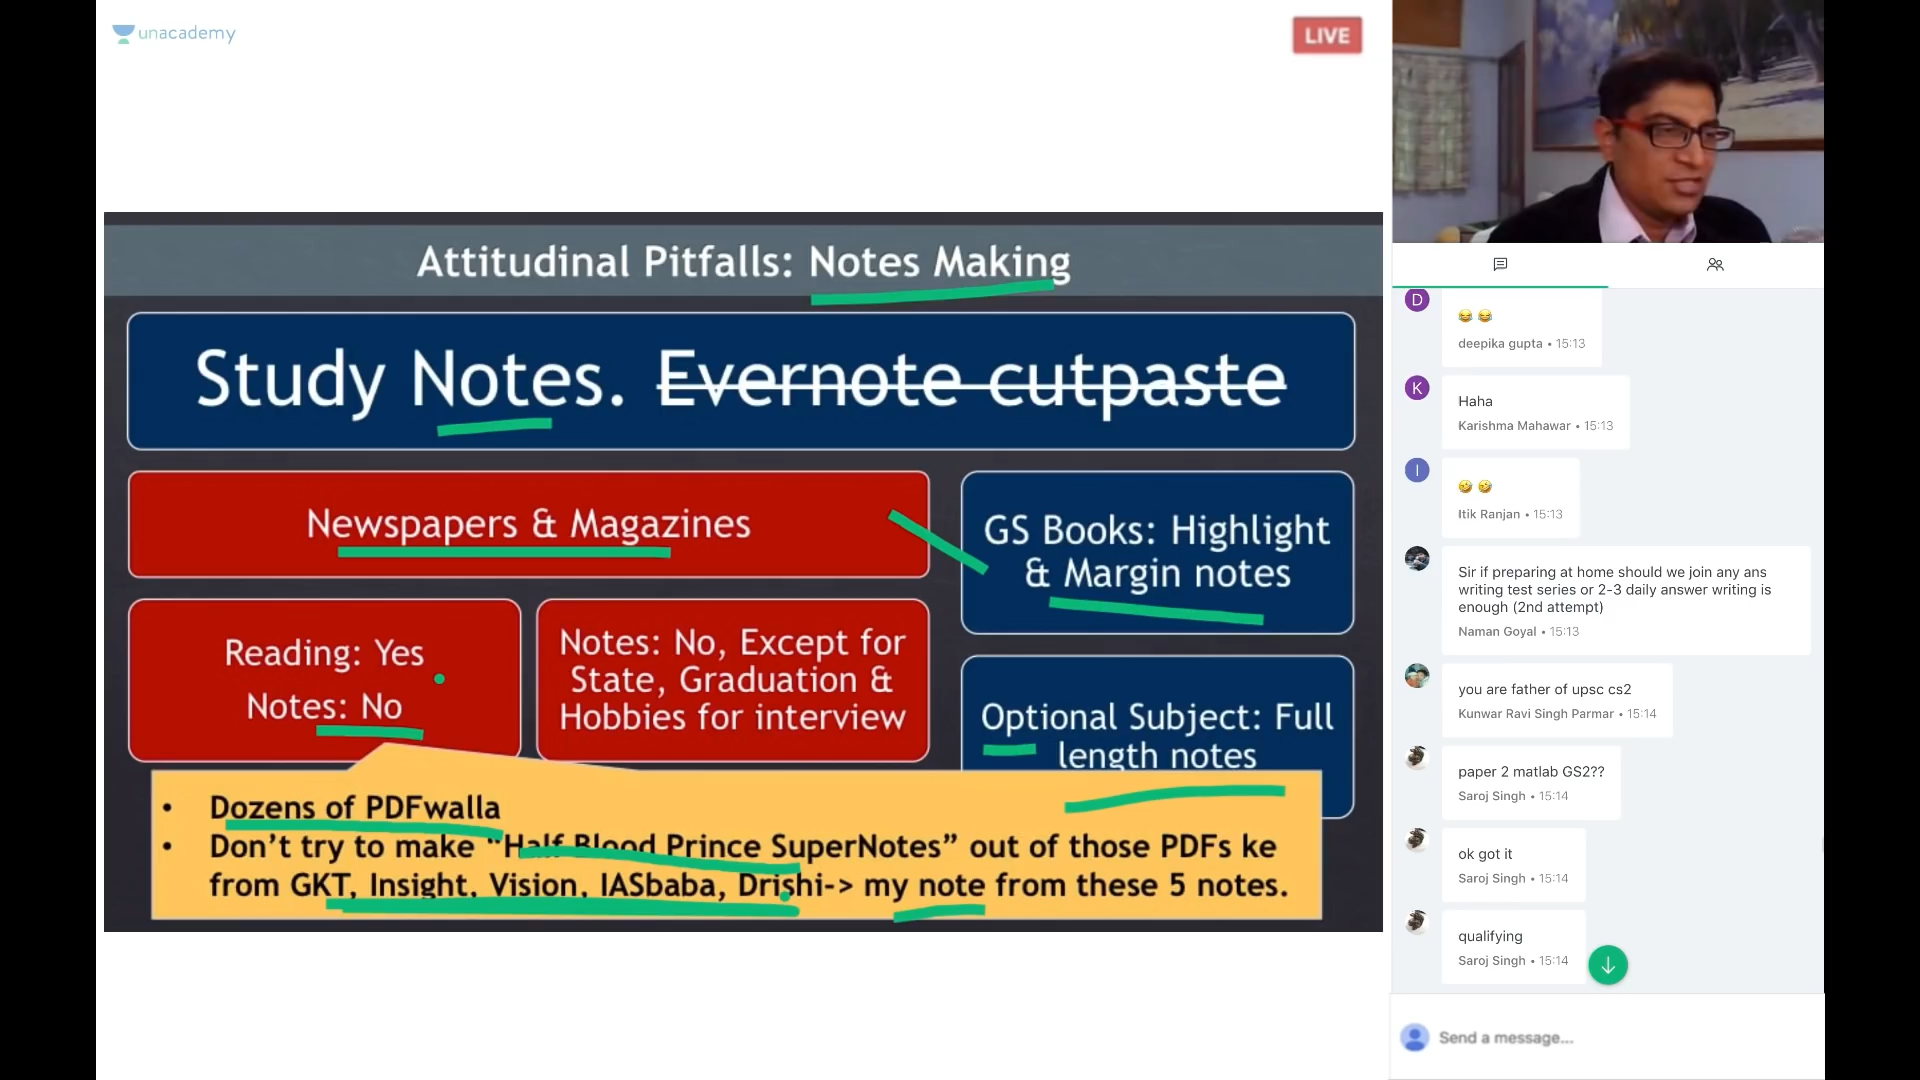 unacademy
LIVE
Attitudinal Pitfalls: Notes Making
Study Notes. Evernote cutpaste
Newspapers & Magazines
Reading: Yes
Notes: No
Notes: No, Except for
State, Graduation &
Hobbies for interview
GS Books: Highlight
& Margin notes
Optional Subject: Full
length notes
• Dozens of PDFwalla
• Don’t try to make “Half Blood Prince SuperNotes” out of those PDFs ke
from GKT, Insight, Vision, IASbaba, Drishi-> my note from these 5 notes.
D
😂 😂
deepika gupta • 15:13
K
Haha
Karishma Mahawar • 15:13
I
🤣 🤣
Itik Ranjan • 15:13
Sir if preparing at home should we join any ans
writing test series or 2-3 daily answer writing is
enough (2nd attempt)
Naman Goyal • 15:13
you are father of upsc cs2
Kunwar Ravi Singh Parmar • 15:14
paper 2 matlab GS2??
Saroj Singh • 15:14
ok got it
Saroj Singh • 15:14
qualifying
Saroj Singh • 15:14
Send a message...